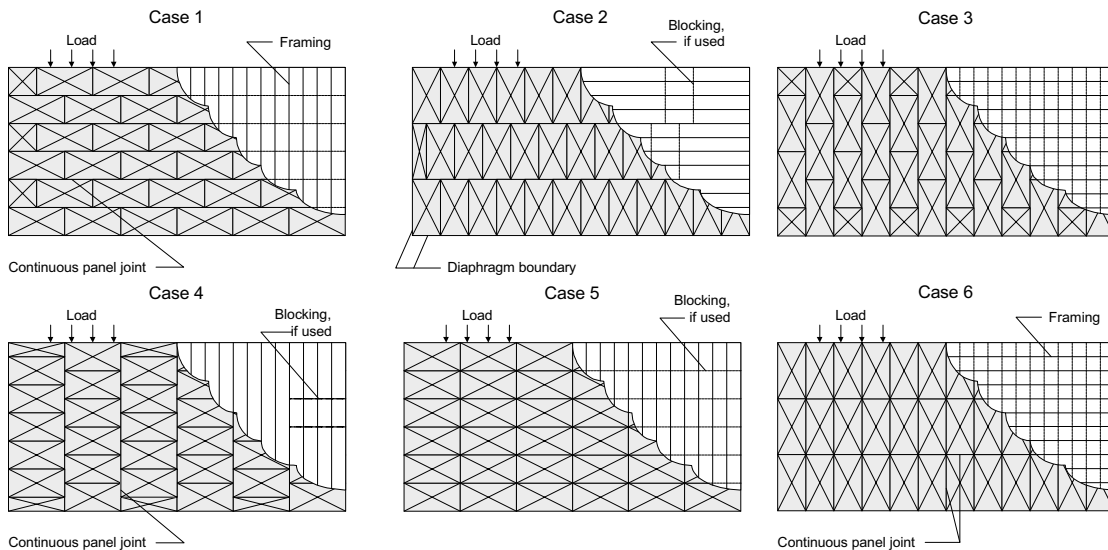 Case 1
Load
Framing
Continuous panel joint
Case 2
Load
Blocking,
if used
Diaphragm boundary
Case 3
Load
Case 4
Load
Blocking,
if used
Continuous panel joint
Case 5
Load
Blocking,
if used
Case 6
Load
Framing
Continuous panel joint